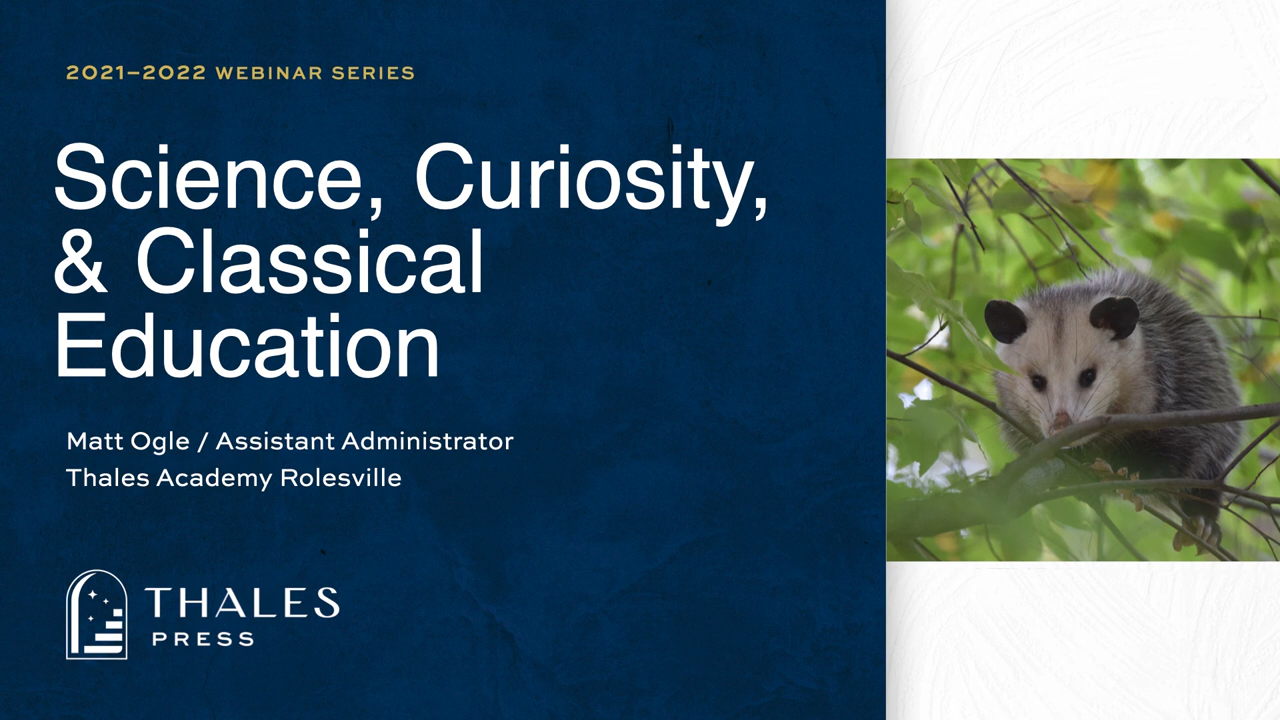 2021–2022 WEBINAR SERIES
Science, Curiosity,
& Classical
Education
Matt Ogle / Assistant Administrator
Thales Academy Rolesville
THALES
PRESS